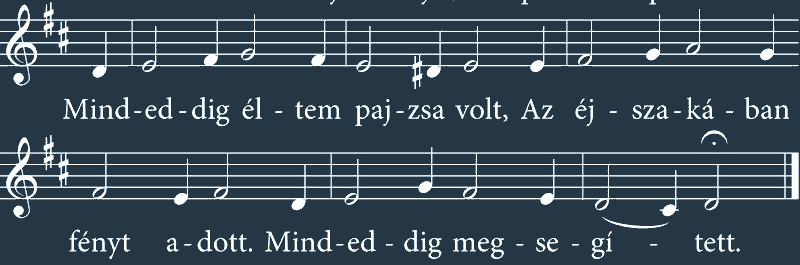 Mind-ed-dig él - tem paj-zsa volt, Az éj - sza-ká - ban
fényt a-dott. Mind-ed - dig meg - se - gí - tett.